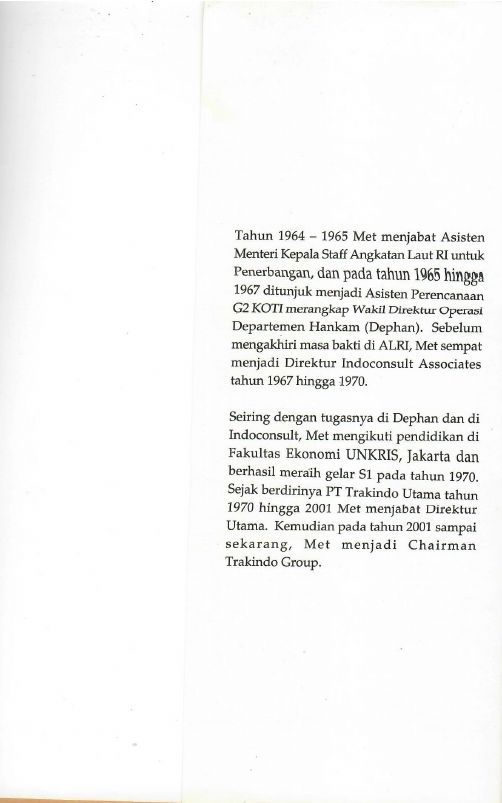 Tahun 1964 – 1965 Met menjabat Asisten
Menteri Kepala Staff Angkatan Laut RI untuk
Penerbangan, dan pada tahun 1965 hingga
1967 ditunjuk menjadi Asisten Perencanaan
G2 KOTI merangkap Wakil Direktur Operasi
Departemen Hankam (Dephan). Sebelum
mengakhiri masa bakti di ALRI, Met sempat
menjadi Direktur Indoconsult Associates
tahun 1967 hingga 1970.
Seiring dengan tugasnya di Dephan dan di
Indoconsult, Met mengikuti pendidikan di
Fakultas Ekonomi UNKRIS, Jakarta dan
berhasil meraih gelar S1 pada tahun 1970.
Sejak berdirinya PT Trakindo Utama tahun
1970 hingga 2001 Met menjabat Direktur
Utama. Kemudian pada tahun 2001 sampai
sekarang, Met menjadi Chairman
Trakindo Group.